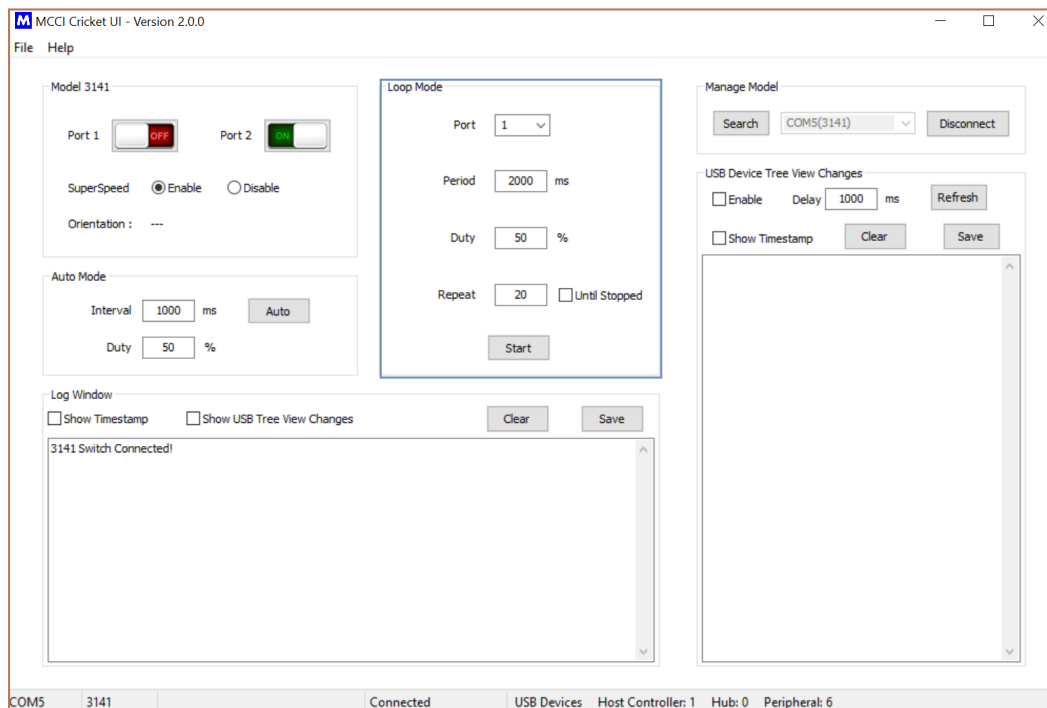 M MCCI Cricket UI - Version 2.0.0
File Help
Model 3141
Port 1 OFF Port 2 ON
SuperSpeed Enable Disable
Orientation : ---
Auto Mode
Interval 1000 ms Auto
Duty 50 %
Loop Mode
Port 1
Period 2000 ms
Duty 50 %
Repeat 20 Until Stopped
Start
Manage Model
Search COM5(3141) Disconnect
USB Device Tree View Changes
Enable Delay 1000 ms Refresh
Show Timestamp Clear Save
Log Window
Show Timestamp Show USB Tree View Changes Clear Save
3141 Switch Connected!
COM5 3141 Connected USB Devices Host Controller: 1 Hub: 0 Peripheral: 6